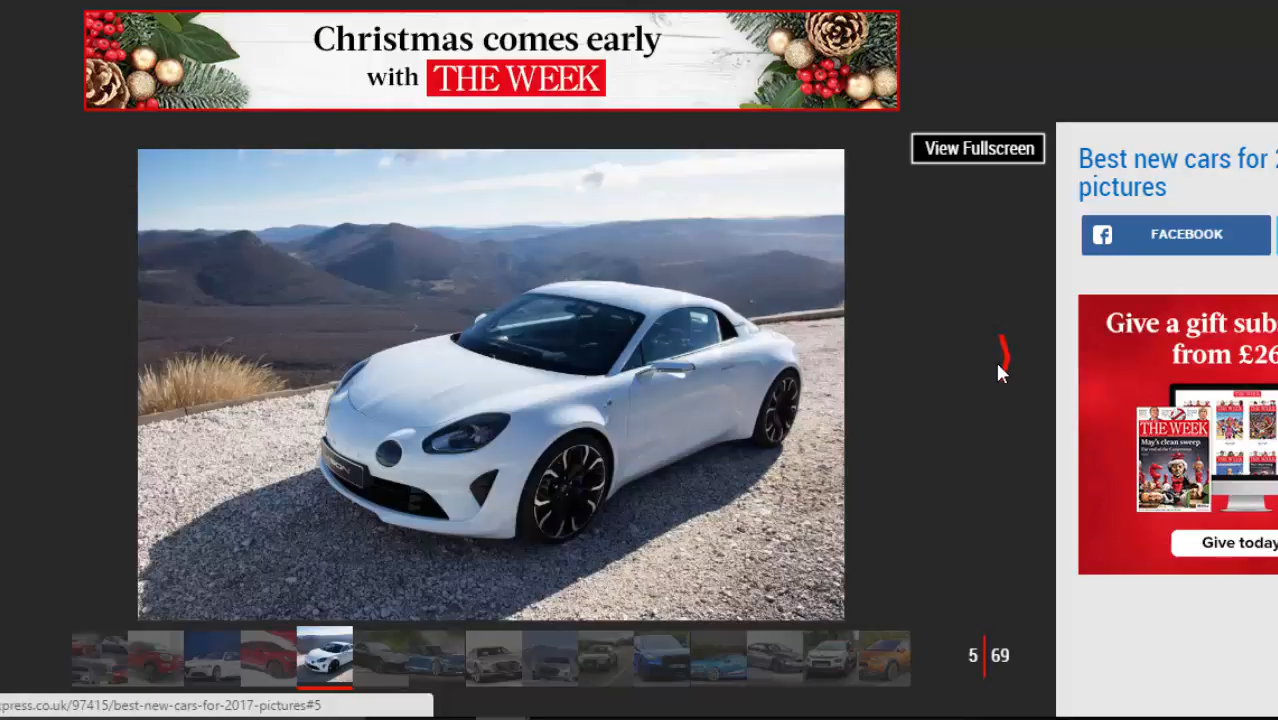 Christmas comes early
with THE WEEK
View Fullscreen
Best new cars for
pictures
FACEBOOK
Give a gift sub
from £26
THE WEEK
May's clean sweep
Give today
5 69
press.co.uk/97415/best-new-cars-for-2017-pictures#5